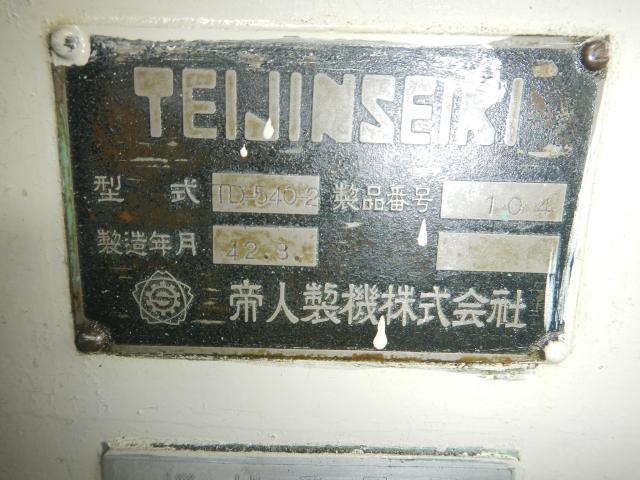 TEIJINSEIKI
型式 TD-540-2 製品番号 104
製造年月 42.3.
帝人製機株式会社